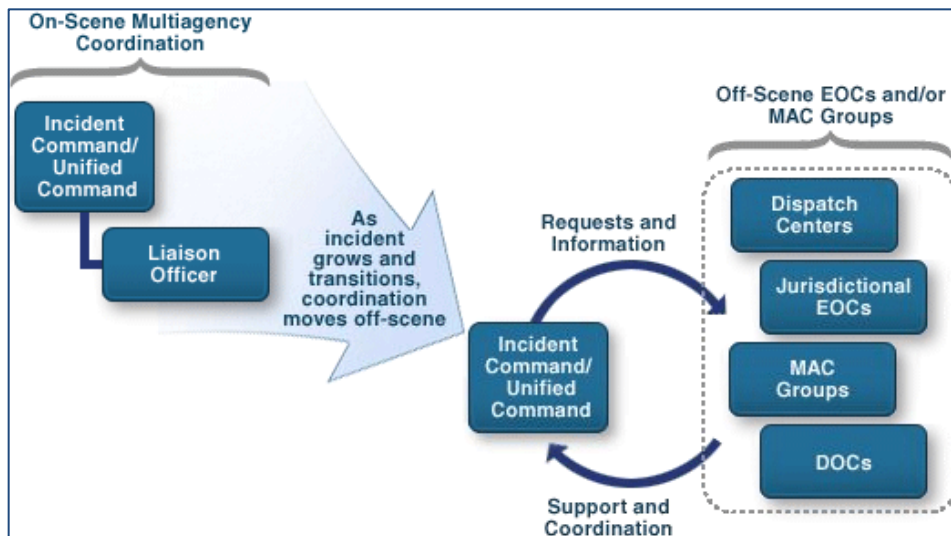 On-Scene Multiagency
Coordination
Incident
Command/
Unified
Command
Liaison
Officer
As
incident
grows and
transitions,
coordination
moves off-scene
Incident
Command/
Unified
Command
Requests and
Information
Support and
Coordination
Off-Scene EOCs and/or
MAC Groups
Dispatch
Centers
Jurisdictional
EOCs
MAC
Groups
DOCs